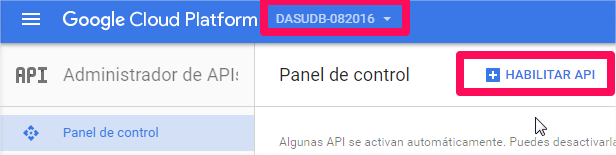 Google Cloud Platform DASUDB-082016
API Administrador de APIs
Panel de control
Panel de control HABILITAR API
Algunas API se activan automáticamente. Puedes desactivarla